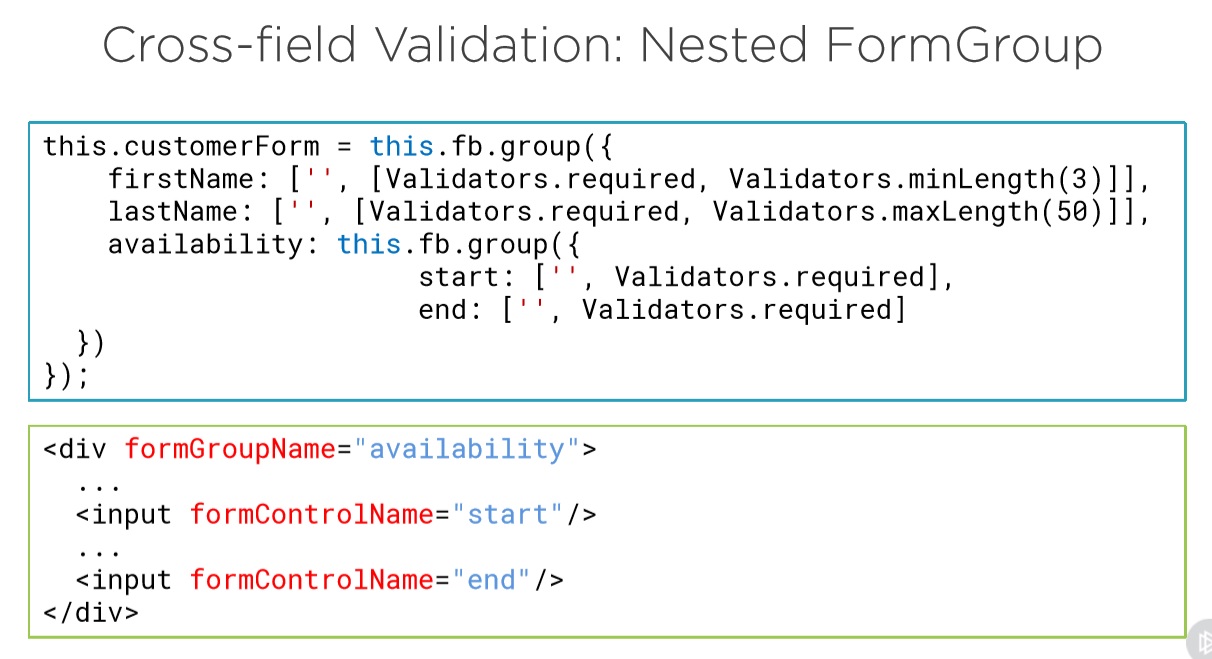 Cross-field Validation: Nested FormGroup
this.customerForm = this.fb.group({
    firstName: ['', [Validators.required, Validators.minLength(3)]],
    lastName: ['', [Validators.required, Validators.maxLength(50)]],
    availability: this.fb.group({
                       start: ['', Validators.required],
                       end: ['', Validators.required]
  })
});
<div formGroupName="availability">
  ...
  <input formControlName="start"/>
  ...
  <input formControlName="end"/>
</div>